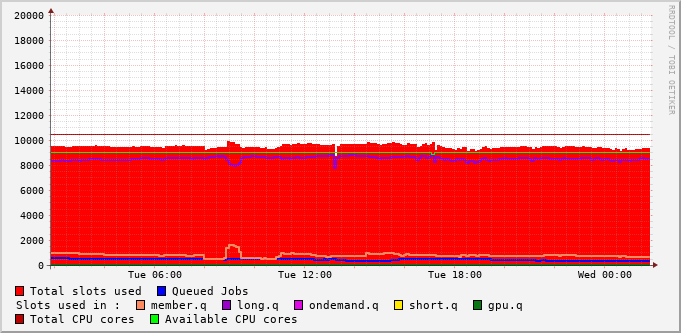 20000
18000
16000
14000
12000
10000
8000
6000
4000
2000
0
Tue 06:00 Tue 12:00 Tue 18:00 Wed 00:00
RRDTOOL / TOBI OETIKER
Total slots used Queued Jobs
Slots used in : member.q long.q ondemand.q short.q gpu.q
Total CPU cores Available CPU cores